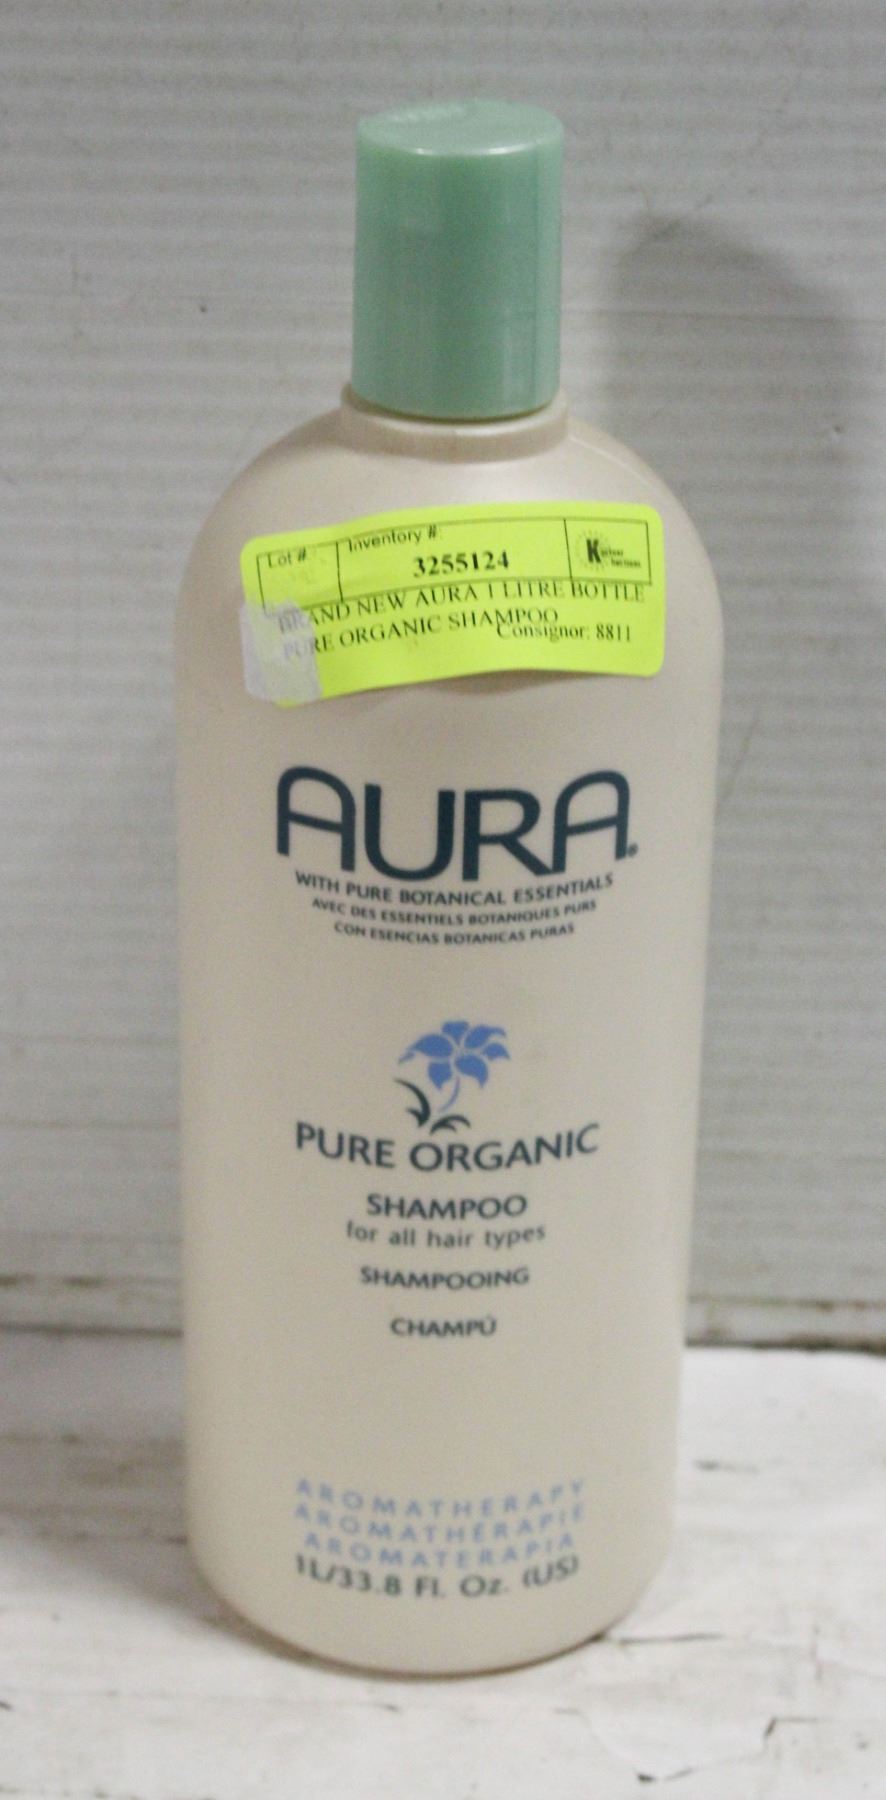 Lot #
Inventory #:
3255124
BRAND NEW AURA 1 LITRE BOTTLE
PURE ORGANIC SHAMPOO
Consignor: 8811
AURA®
WITH PURE BOTANICAL ESSENTIALS
AVEC DES ESSENTIELS BOTANIQUES PURS
CON ESENCIAS BOTANICAS PURAS
PURE ORGANIC
SHAMPOO
for all hair types
SHAMPOOING
CHAMPÚ
AROMATHERAPY
AROMATHÉRAPIE
AROMATERAPIA
1L/33.8 Fl. Oz. (US)